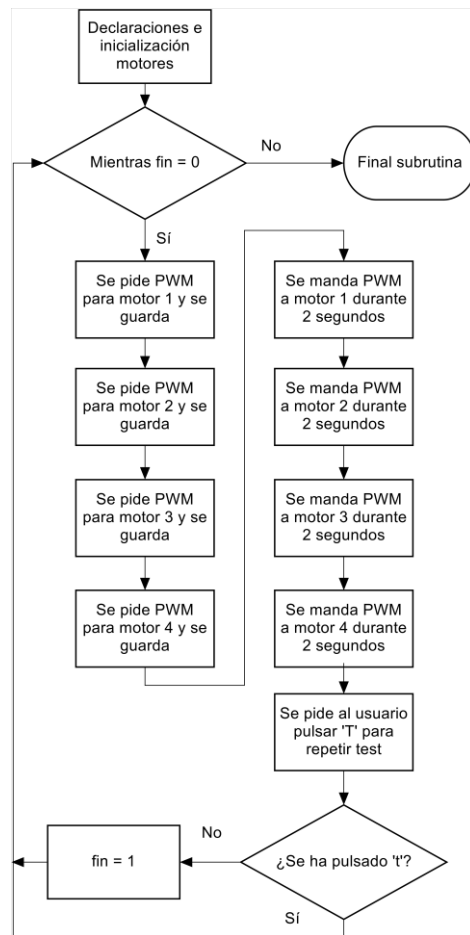 Declaraciones e
inicialización
motores
Mientras fin = 0
No
Final subrutina
Sí
Se pide PWM
para motor 1 y se
guarda
Se pide PWM
para motor 2 y se
guarda
Se pide PWM
para motor 3 y se
guarda
Se pide PWM
para motor 4 y se
guarda
Se manda PWM
a motor 1 durante
2 segundos
Se manda PWM
a motor 2 durante
2 segundos
Se manda PWM
a motor 3 durante
2 segundos
Se manda PWM
a motor 4 durante
2 segundos
Se pide al usuario
pulsar 'T' para
repetir test
¿Se ha pulsado 't'?
No
fin = 1
Sí